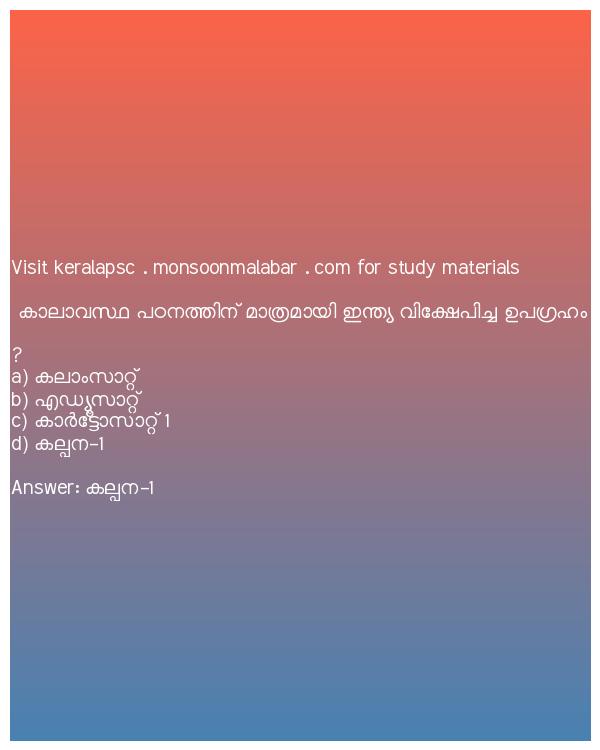 Visit keralapsc . monsoonmalabar . com for study materials
കാലാവസ്ഥ പഠനത്തിന് മാത്രമായി ഇന്ത്യ വിക്ഷേപിച്ച ഉപഗ്രഹം
?
a) കലാംസാറ്റ്
b) എഡ്യുസാറ്റ്
c) കാർട്ടോസാറ്റ് 1
d) കല്പന-1
Answer: കല്പന-1